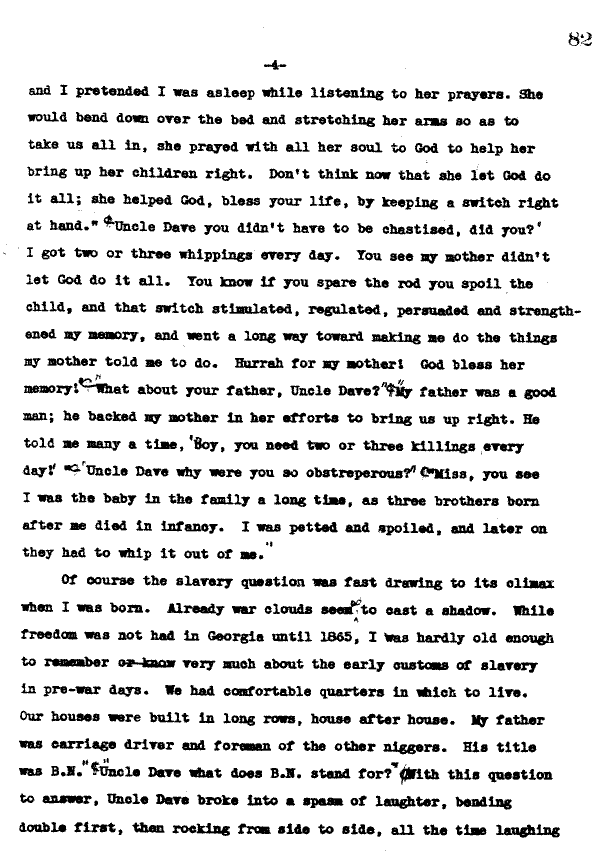 82
-4-
and I pretended I was asleep while listening to her prayers. She
would bend down over the bed and stretching her arms so as to
take us all in, she prayed with all her soul to God to help her
bring up her children right. Don't think now that she let God do
it all; she helped God, bless your life, by keeping a switch right
at hand." "Uncle Dave you didn't have to be chastised, did you?'
I got two or three whippings every day. You see my mother didn't
let God do it all. You know if you spare the rod you spoil the
child, and that switch stimulated, regulated, persuaded and strength-
ened my memory, and went a long way toward making me do the things
my mother told me to do. Hurrah for my mother! God bless her
memory!" "What about your father, Uncle Dave?" "My father was a good
man; he backed my mother in her efforts to bring us up right. He
told me many a time, 'Boy, you need two or three killings every
day!' "'Uncle Dave why were you so obstreperous?" "Miss, you see
I was the baby in the family a long time, as three brothers born
after me died in infancy. I was petted and spoiled, and later on
they had to whip it out of me."
Of course the slavery question was fast drawing to its climax
when I was born. Already war clouds seem to cast a shadow. While
freedom was not had in Georgia until 1865, I was hardly old enough
to remember or know very much about the early customs of slavery
in pre-war days. We had comfortable quarters in which to live.
Our houses were built in long rows, house after house. My father
was carriage driver and foreman of the other niggers. His title
was B.N." "Uncle Dave what does B.N. stand for?" With this question
to answer, Uncle Dave broke into a spasm of laughter, bending
double first, then rocking from side to side, all the time laughing